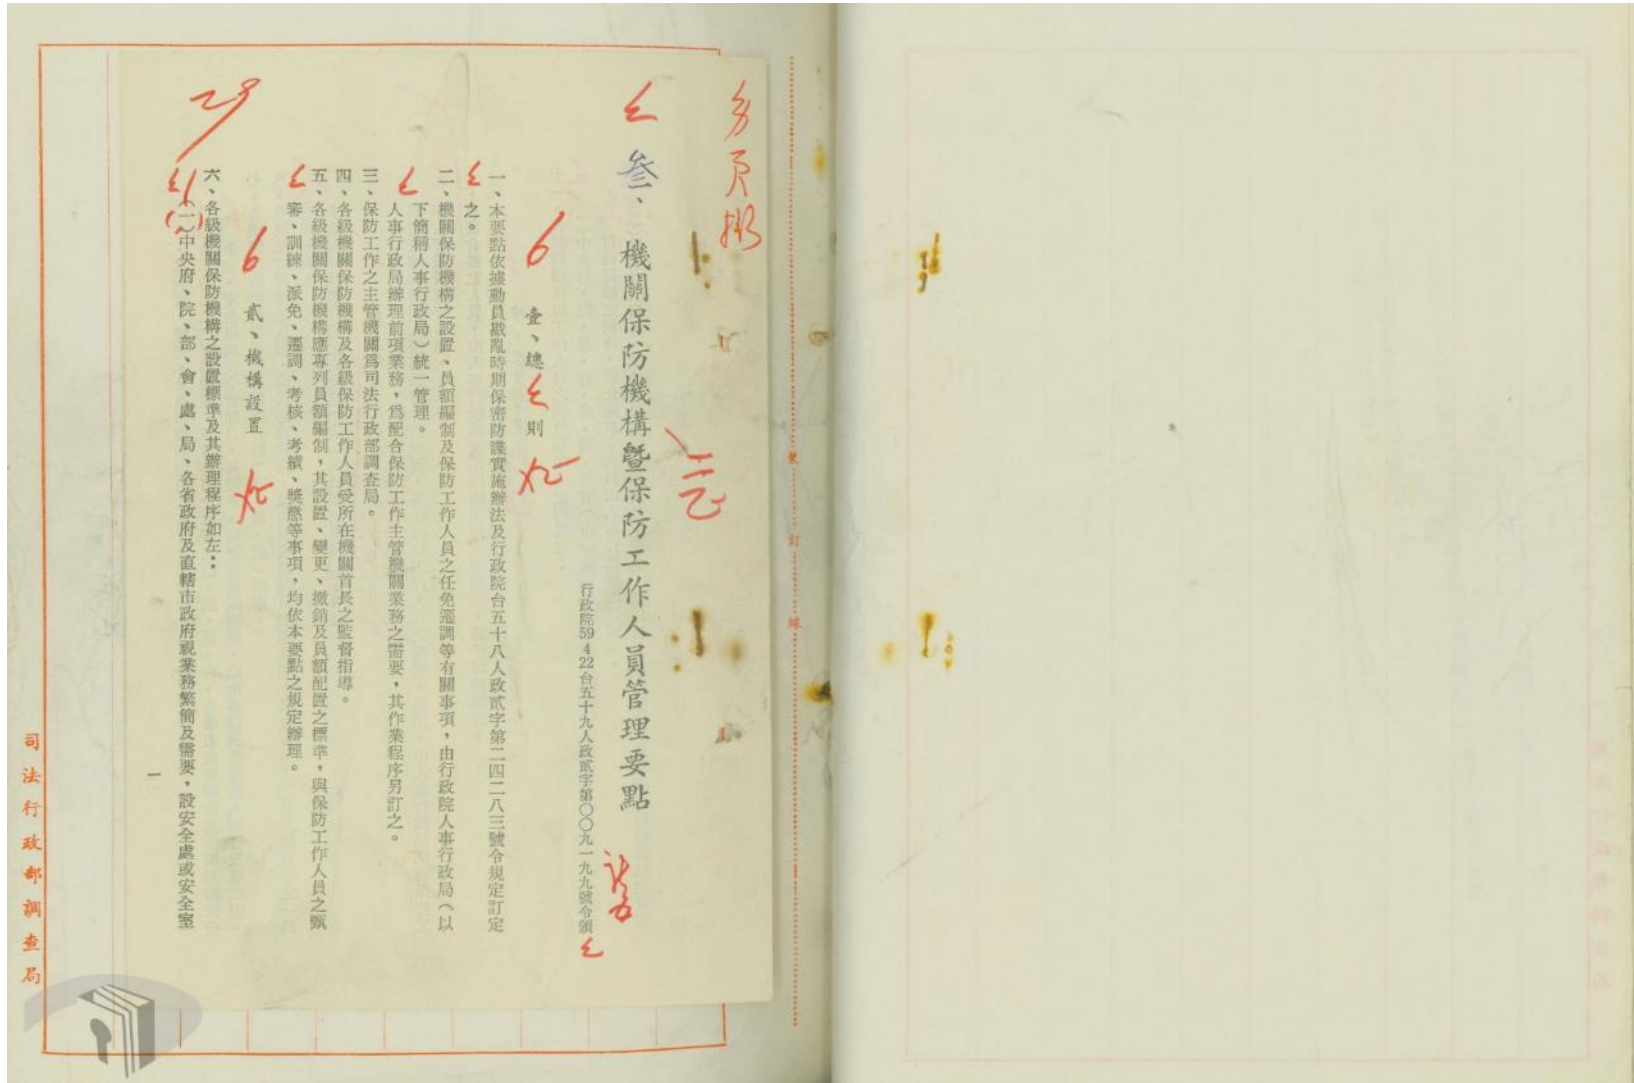 叁、機關保防機構暨保防工作人員管理要點
行政院59 4 22台五十九人政貳字第〇〇九一九九號令頒
壹、總則
一、本要點依據動員戡亂時期保密防諜實施辦法及行政院台五十八人政貳字第二四二八三號令規定訂定
之。
二、機關保防機構之設置、員額編制及保防工作人員之任免遷調等有關事項，由行政院人事行政局（以
下簡稱人事行政局）統一管理。
人事行政局辦理前項業務，爲配合保防工作主管機關業務之需要，其作業程序另訂之。
三、保防工作之主管機關爲司法行政部調查局。
四、各級機關保防機構及各級保防工作人員受所在機關首長之監督指導。
五、各級機關保防機構應專列員額編制，其設置、變更、撤銷及員額配置之標準，與保防工作人員之甄
審、訓練、派免、遷調、考核、考績、獎懲等事項，均依本要點之規定辦理。
貳、機構設置
六、各級機關保防機構之設置標準及其辦理程序如左：
(一)中央府、院、部、會、處、局、各省政府及直轄市政府視業務繁簡及需要，設安全處或安全室
一
裝訂線
司法行政部調查局